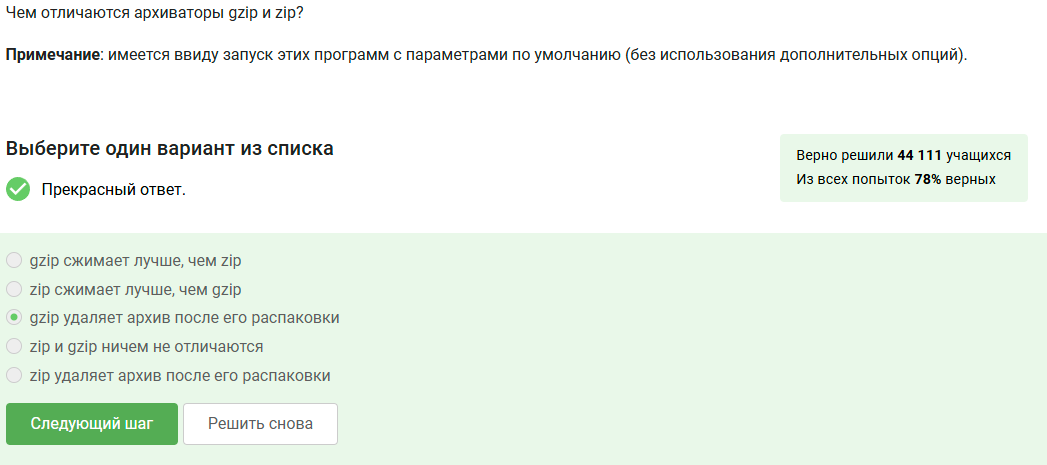 Чем отличаются архиваторы gzip и zip?
Примечание: имеется ввиду запуск этих программ с параметрами по умолчанию (без использования дополнительных опций).
Выберите один вариант из списка
Верно решили 44 111 учащихся
Из всех попыток 78% верных
Прекрасный ответ.
gzip сжимает лучше, чем zip
zip сжимает лучше, чем gzip
gzip удаляет архив после его распаковки
zip и gzip ничем не отличаются
zip удаляет архив после его распаковки
Следующий шаг
Решить снова